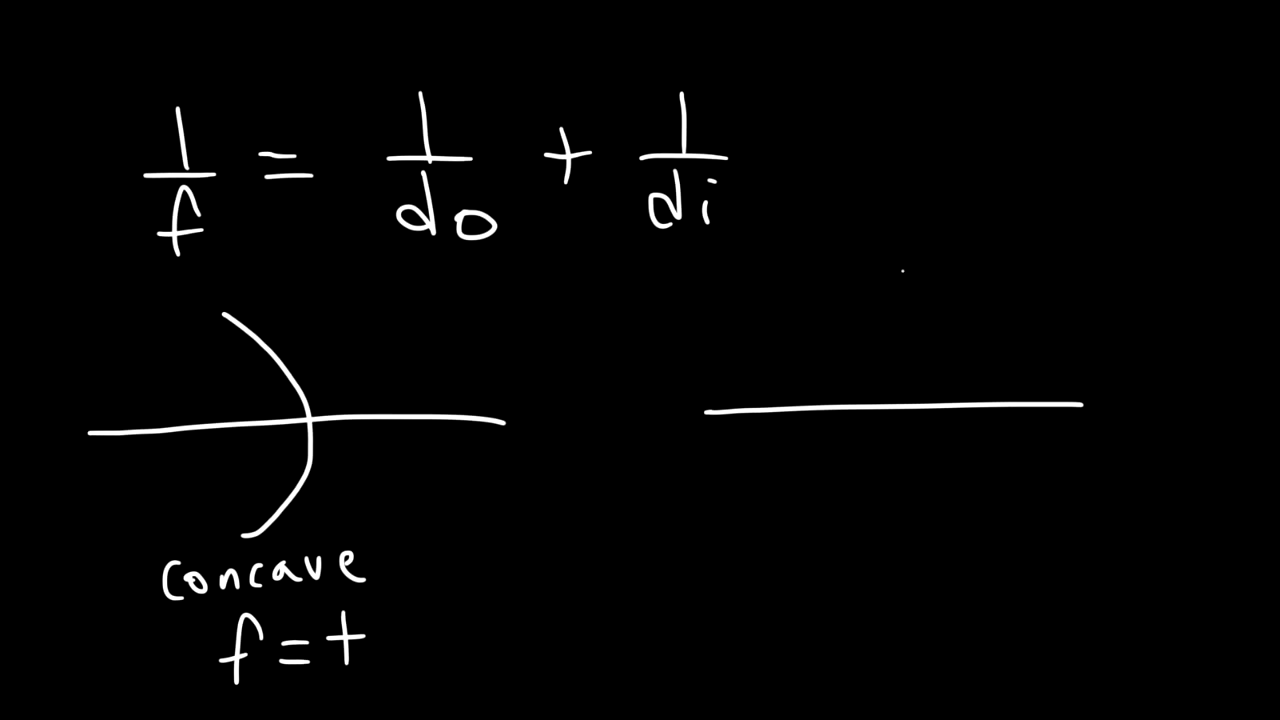 1/f = 1/do + 1/di
concave
f = +